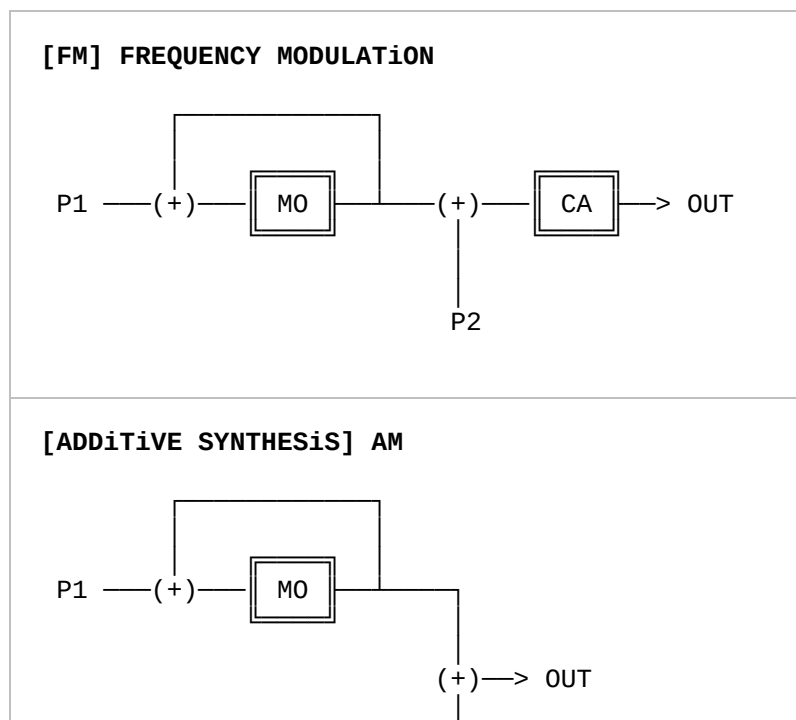 [FM] FREQUENCY MODULATiON
P1 ───(+)─── MO ───(+)─── CA ──> OUT
P2
[ADDiTiVE SYNTHESiS] AM
P1 ───(+)─── MO
(+)──> OUT